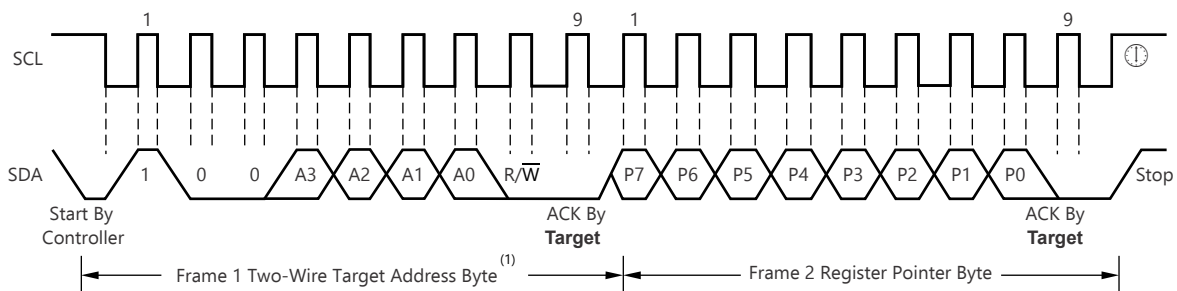 1 9 1 9
SCL
SDA 1 0 0 A3 A2 A1 A0 R/W̅ P7 P6 P5 P4 P3 P2 P1 P0 Stop
Start By
Controller
ACK By
Target
ACK By
Target
Frame 1 Two-Wire Target Address Byte(1)
Frame 2 Register Pointer Byte